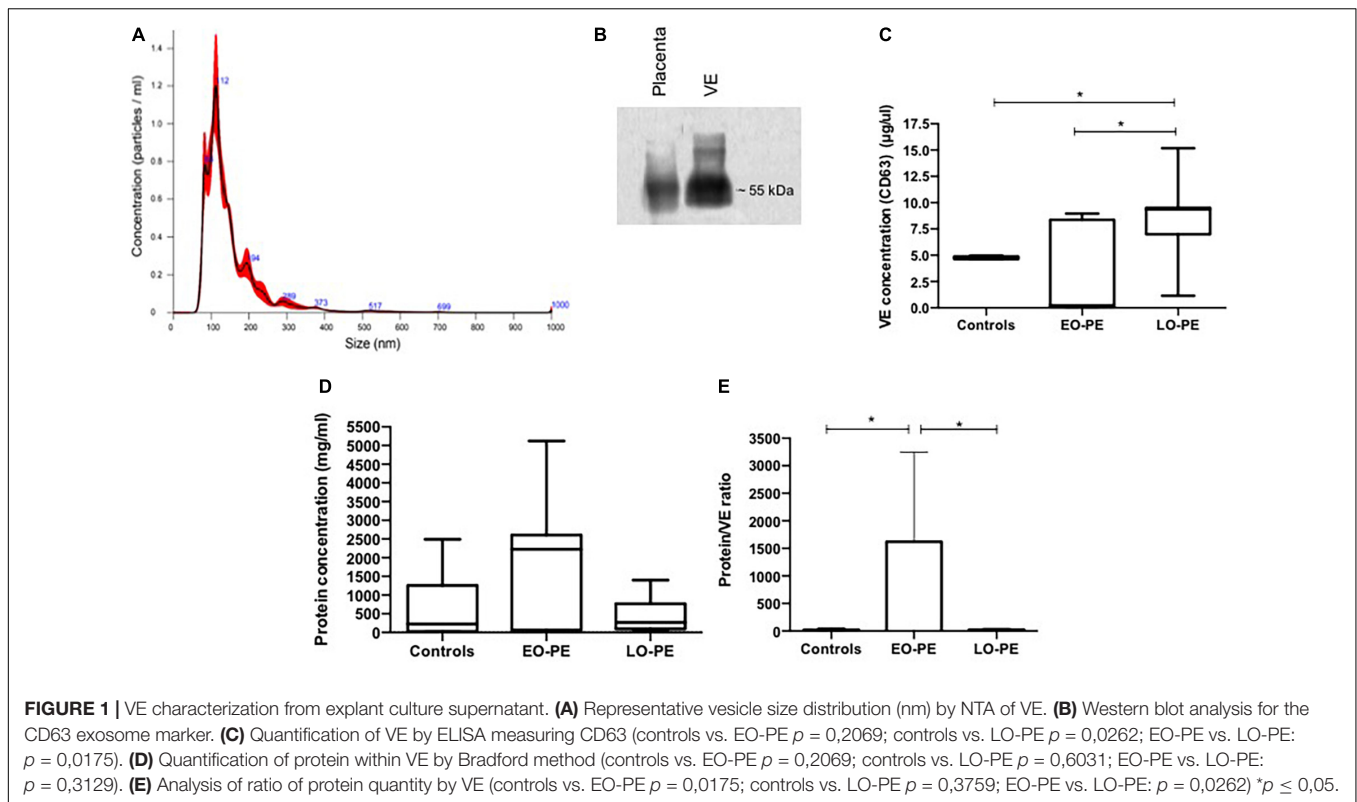 A
Concentration (particles / ml)
1.4
1.2
1.0
0.8
0.6
0.4
0.2
0
12
94
289
373
517
699
1000
0 100 200 300 400 500 600 700 800 900 1000
Size (nm)
B
Placenta
VE
~ 55 kDa
C
VE concentration (CD63) (µg/ul)
17.5
15.0
12.5
10.0
7.5
5.0
2.5
0.0
*
*
Controls EO-PE LO-PE
D
Protein concentration (mg/ml)
5500
5000
4500
4000
3500
3000
2500
2000
1500
1000
500
0
Controls EO-PE LO-PE
E
Protein/VE ratio
3500
3000
2500
2000
1500
1000
500
0
* *
Controls EO-PE LO-PE
FIGURE 1 | VE characterization from explant culture supernatant. (A) Representative vesicle size distribution (nm) by NTA of VE. (B) Western blot analysis for the
CD63 exosome marker. (C) Quantification of VE by ELISA measuring CD63 (controls vs. EO-PE p = 0,2069; controls vs. LO-PE p = 0,0262; EO-PE vs. LO-PE:
p = 0,0175). (D) Quantification of protein within VE by Bradford method (controls vs. EO-PE p = 0,2069; controls vs. LO-PE p = 0,6031; EO-PE vs. LO-PE:
p = 0,3129). (E) Analysis of ratio of protein quantity by VE (controls vs. EO-PE p = 0,0175; controls vs. LO-PE p = 0,3759; EO-PE vs. LO-PE: p = 0,0262) *p ≤ 0,05.